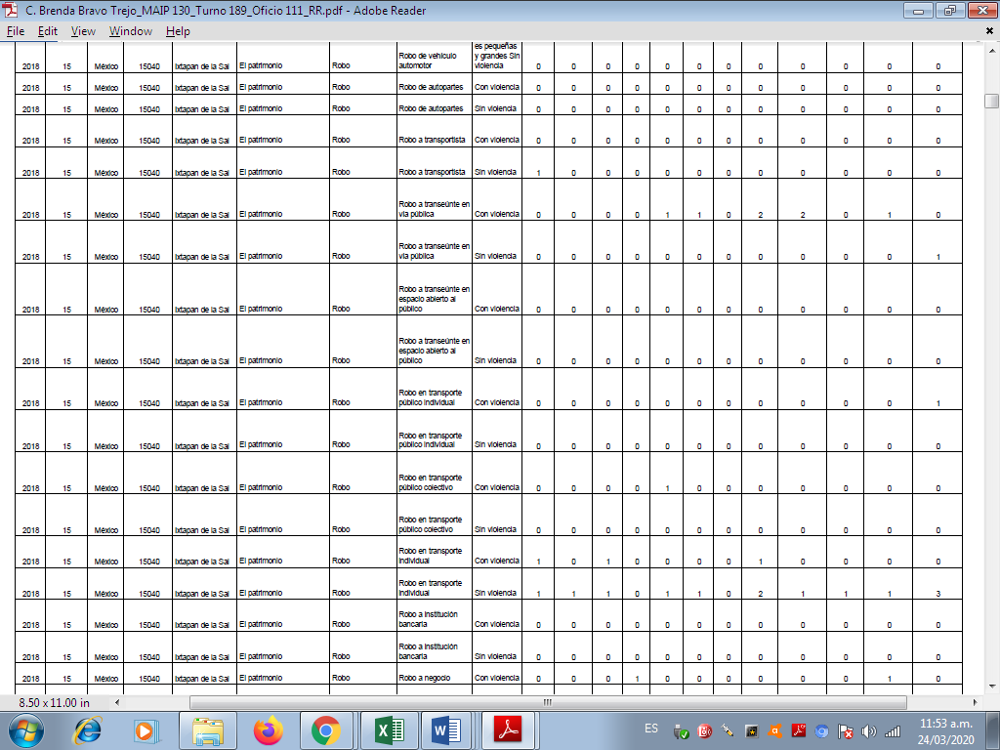 C. Brenda Bravo Trejo_MAIP 130_Turno 189_Oficio 111_RR.pdf - Adobe Reader
File Edit View Window Help
es pequeñas
Robo de vehículo y grandes Sin
2018 15 México 15040 Ixtapan de la Sal El patrimonio Robo automotor violencia 0 0 0 0 0 0 0 0 0 0 0 0
2018 15 México 15040 Ixtapan de la Sal El patrimonio Robo Robo de autopartes Con violencia 0 0 0 0 0 0 0 0 0 0 0 0
2018 15 México 15040 Ixtapan de la Sal El patrimonio Robo Robo de autopartes Sin violencia 0 0 0 0 0 0 0 0 0 0 0 0
2018 15 México 15040 Ixtapan de la Sal El patrimonio Robo Robo a transportista Con violencia 0 0 0 0 0 0 0 0 0 0 0 0
2018 15 México 15040 Ixtapan de la Sal El patrimonio Robo Robo a transportista Sin violencia 1 0 0 0 0 0 0 0 0 0 0 0
Robo a transeúnte en
2018 15 México 15040 Ixtapan de la Sal El patrimonio Robo vía pública Con violencia 0 0 0 0 1 1 0 2 2 0 1 0
Robo a transeúnte en
2018 15 México 15040 Ixtapan de la Sal El patrimonio Robo vía pública Sin violencia 0 0 0 0 0 0 0 0 0 0 0 1
Robo a transeúnte en
espacio abierto al
2018 15 México 15040 Ixtapan de la Sal El patrimonio Robo público Con violencia 0 0 0 0 0 0 0 0 0 0 0 0
Robo a transeúnte en
espacio abierto al
2018 15 México 15040 Ixtapan de la Sal El patrimonio Robo público Sin violencia 0 0 0 0 0 0 0 0 0 0 0 0
Robo en transporte
2018 15 México 15040 Ixtapan de la Sal El patrimonio Robo público individual Con violencia 0 0 0 0 0 0 0 0 0 0 0 1
Robo en transporte
2018 15 México 15040 Ixtapan de la Sal El patrimonio Robo público individual Sin violencia 0 0 0 0 0 0 0 0 0 0 0 0
Robo en transporte
2018 15 México 15040 Ixtapan de la Sal El patrimonio Robo público colectivo Con violencia 0 0 0 0 1 0 0 0 0 0 0 0
Robo en transporte
2018 15 México 15040 Ixtapan de la Sal El patrimonio Robo público colectivo Sin violencia 0 0 0 0 0 0 0 0 0 0 0 0
Robo en transporte
2018 15 México 15040 Ixtapan de la Sal El patrimonio Robo individual Con violencia 1 0 1 0 0 0 0 1 0 0 0 0
Robo en transporte
2018 15 México 15040 Ixtapan de la Sal El patrimonio Robo individual Sin violencia 1 1 1 0 1 1 0 2 1 1 1 3
Robo a institución
2018 15 México 15040 Ixtapan de la Sal El patrimonio Robo bancaria Con violencia 0 0 0 0 0 0 0 0 0 0 0 0
Robo a institución
2018 15 México 15040 Ixtapan de la Sal El patrimonio Robo bancaria Sin violencia 0 0 0 0 0 0 0 0 0 0 0 0
2018 15 México 15040 Ixtapan de la Sal El patrimonio Robo Robo a negocio Con violencia 0 0 0 1 0 0 0 0 0 0 1 0
8.50 x 11.00 in
ES 11:53 a.m.
24/03/2020